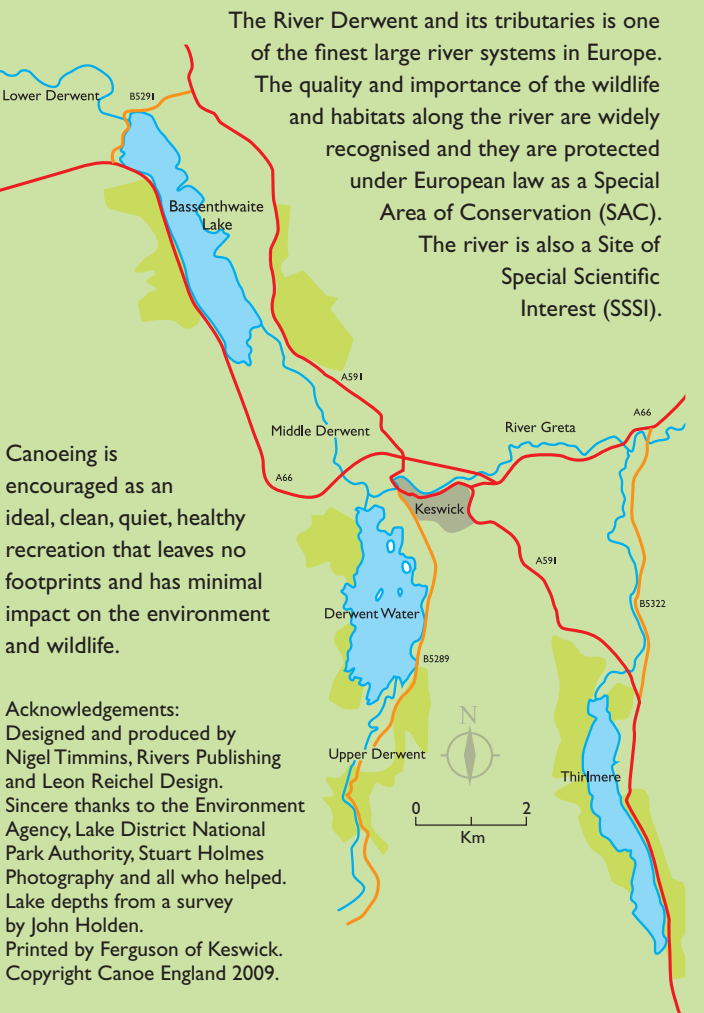 The River Derwent and its tributaries is one
of the finest large river systems in Europe.
The quality and importance of the wildlife
and habitats along the river are widely
recognised and they are protected
under European law as a Special
Area of Conservation (SAC).
The river is also a Site of
Special Scientific
Interest (SSSI).
Lower Derwent
B5291
Bassenthwaite
Lake
A591
Middle Derwent
River Greta
A66
A66
Keswick
Canoeing is
encouraged as an
ideal, clean, quiet, healthy
recreation that leaves no
footprints and has minimal
impact on the environment
and wildlife.
A591
B5322
Derwent Water
B5289
Upper Derwent
N
Thirlmere
0 2
Km
Acknowledgements:
Designed and produced by
Nigel Timmins, Rivers Publishing
and Leon Reichel Design.
Sincere thanks to the Environment
Agency, Lake District National
Park Authority, Stuart Holmes
Photography and all who helped.
Lake depths from a survey
by John Holden.
Printed by Ferguson of Keswick.
Copyright Canoe England 2009.